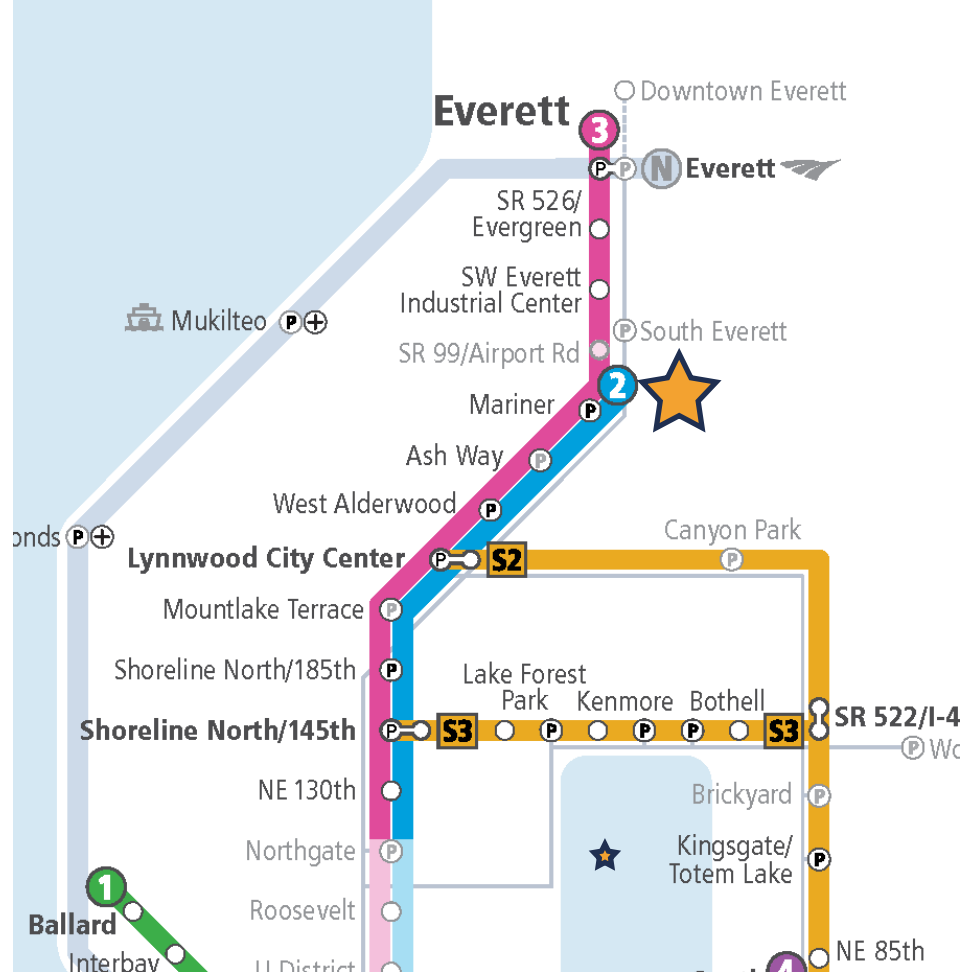 Downtown Everett
Everett
3
P
P
N
Everett
SR 526/
Evergreen
SW Everett
Industrial Center
Mukilteo
P
P
South Everett
SR 99/Airport Rd
2
Mariner
P
Ash Way
P
West Alderwood
P
onds
P
Canyon Park
Lynnwood City Center
P
S2
P
Mountlake Terrace
P
Shoreline North/185th
P
Lake Forest
Park
Kenmore
Bothell
Shoreline North/145th
P
S3
P
P
P
S3
SR 522/I-4
P
Wo
NE 130th
Brickyard
P
Northgate
P
Kingsgate/
Totem Lake
P
1
Roosevelt
Ballard
Interbay
U District
NE 85th
4